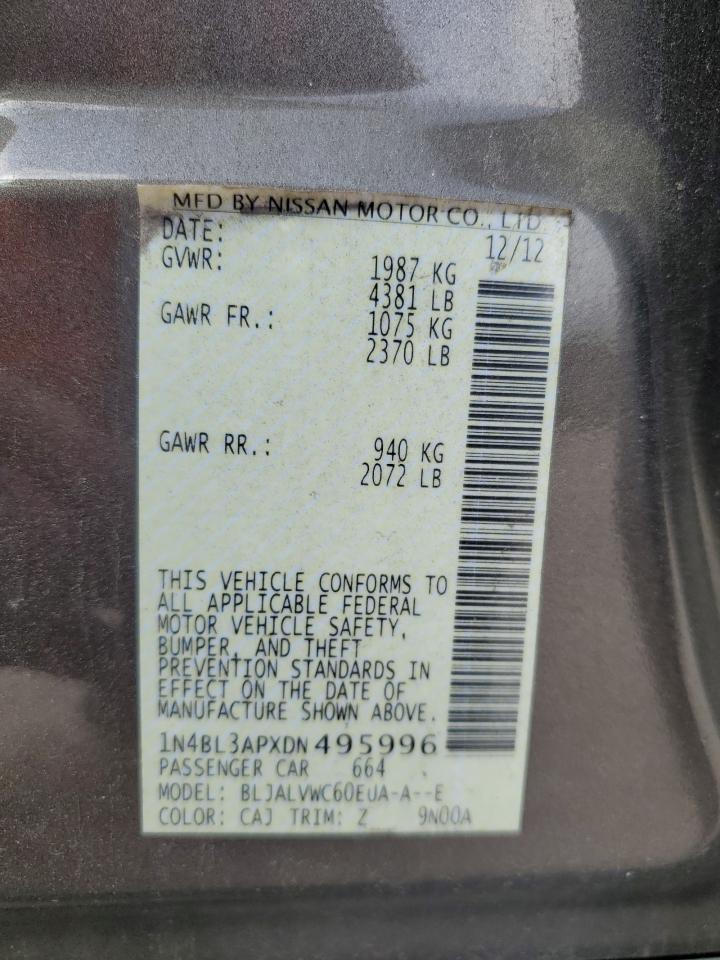 MFD BY NISSAN MOTOR CO., LTD
DATE: 12/12
GVWR: 1987 KG
4381 LB
GAWR FR.: 1075 KG
2370 LB
GAWR RR.: 940 KG
2072 LB
THIS VEHICLE CONFORMS TO
ALL APPLICABLE FEDERAL
MOTOR VEHICLE SAFETY,
BUMPER, AND THEFT
PREVENTION STANDARDS IN
EFFECT ON THE DATE OF
MANUFACTURE SHOWN ABOVE.
1N4BL3APXDN495996
PASSENGER CAR 664
MODEL: BLJALVWC60EUA-A--E
COLOR: CAJ TRIM: Z 9N00A